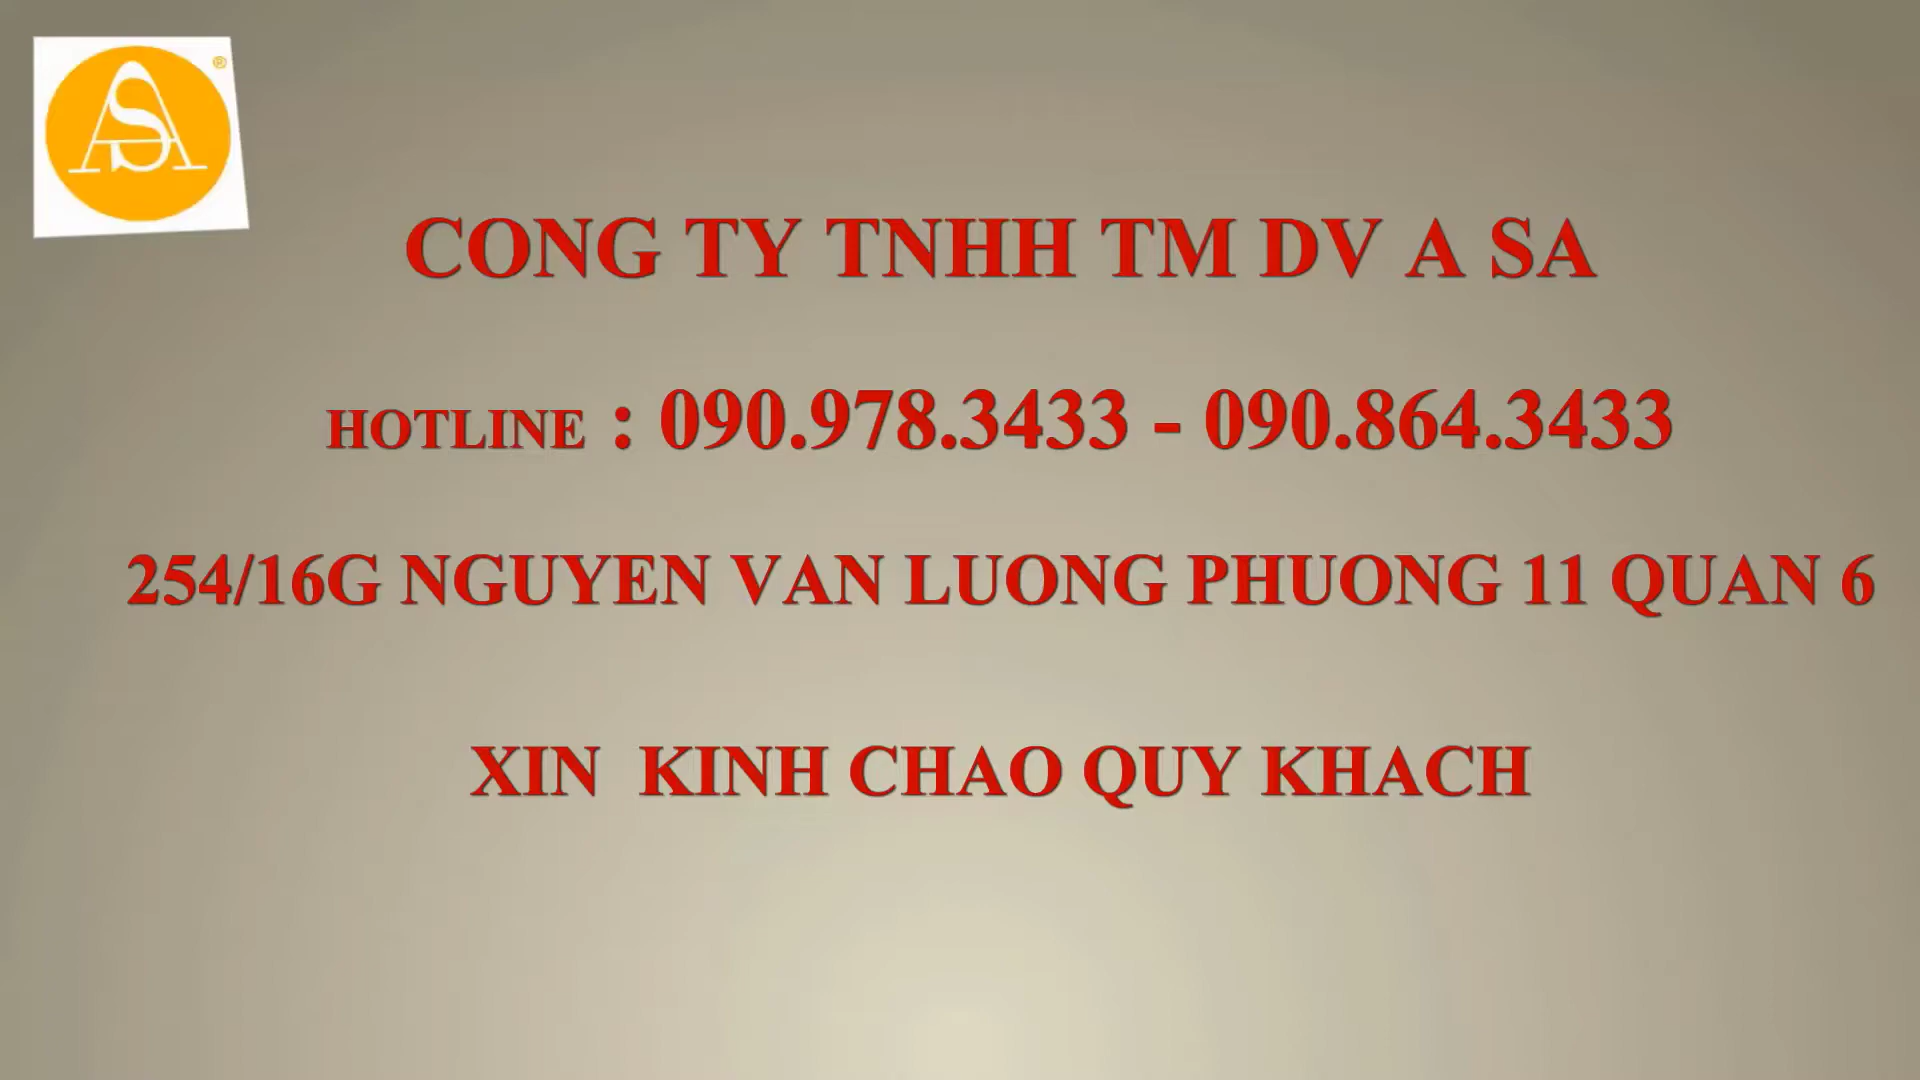 AS ®
CONG TY TNHH TM DV A SA
HOTLINE : 090.978.3433 - 090.864.3433
254/16G NGUYEN VAN LUONG PHUONG 11 QUAN 6
XIN KINH CHAO QUY KHACH